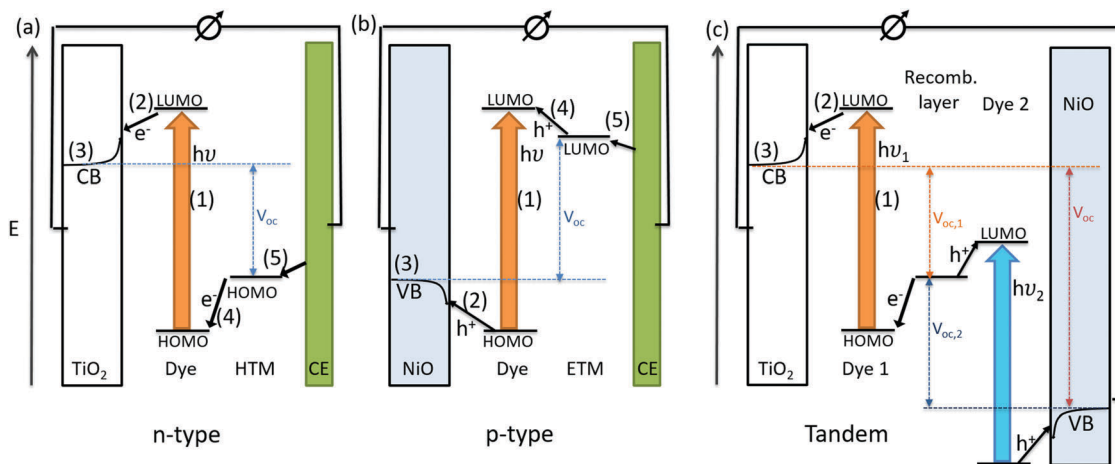 (a)
E
(2)
LUMO
e-
(3)
CB
hυ
(1)
Voc
(5)
HOMO
e-
(4)
HOMO
TiO2
Dye
HTM
CE
n-type
(b)
LUMO
(4)
h+
(5)
LUMO
hυ
(1)
Voc
(3)
VB
(2)
h+
HOMO
NiO
Dye
ETM
CE
p-type
(c)
Recomb.
layer
Dye 2
NiO
(2)
LUMO
e-
(3)
CB
hυ1
(1)
Voc,1
Voc
LUMO
h+
e-
hυ2
Voc,2
HOMO
TiO2
Dye 1
VB
h+
Tandem